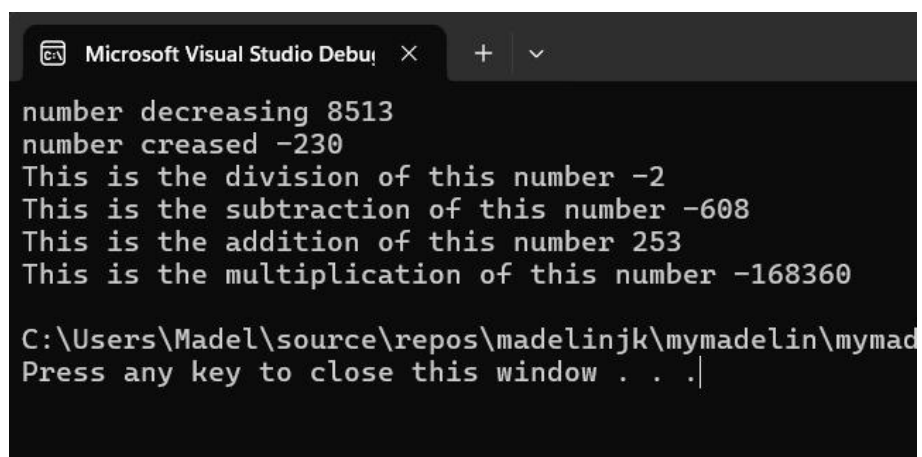 Microsoft Visual Studio Debu
number decreasing 8513
number creased -230
This is the division of this number -2
This is the subtraction of this number -608
This is the addition of this number 253
This is the multiplication of this number -168360
C:\Users\Madel\source\repos\madelinjk\mymadelin\mymad
Press any key to close this window . . .